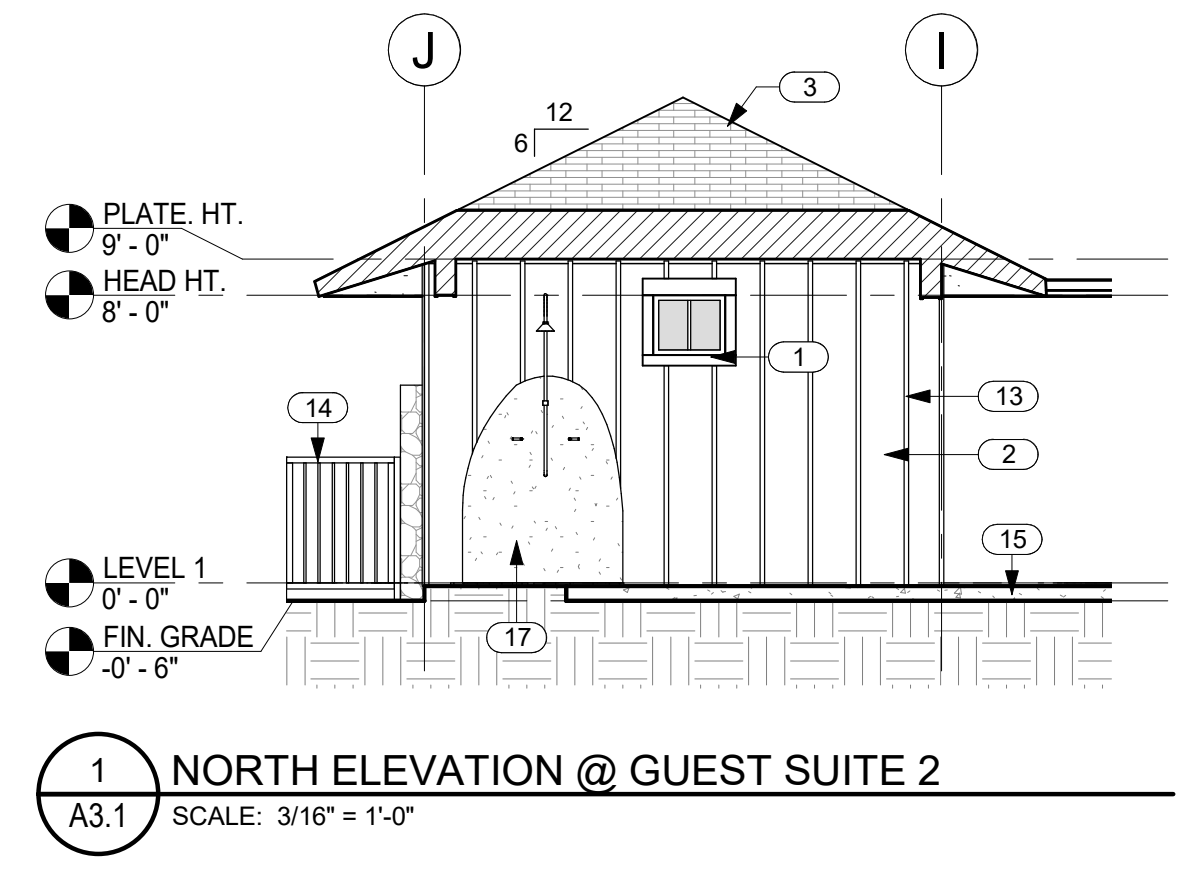 J
I
3
12
6
PLATE. HT.
9' - 0"
HEAD HT.
8' - 0"
1
14
13
2
15
LEVEL 1
0' - 0"
17
FIN. GRADE
-0' - 6"
1
NORTH ELEVATION @ GUEST SUITE 2
A3.1
SCALE: 3/16" = 1'-0"